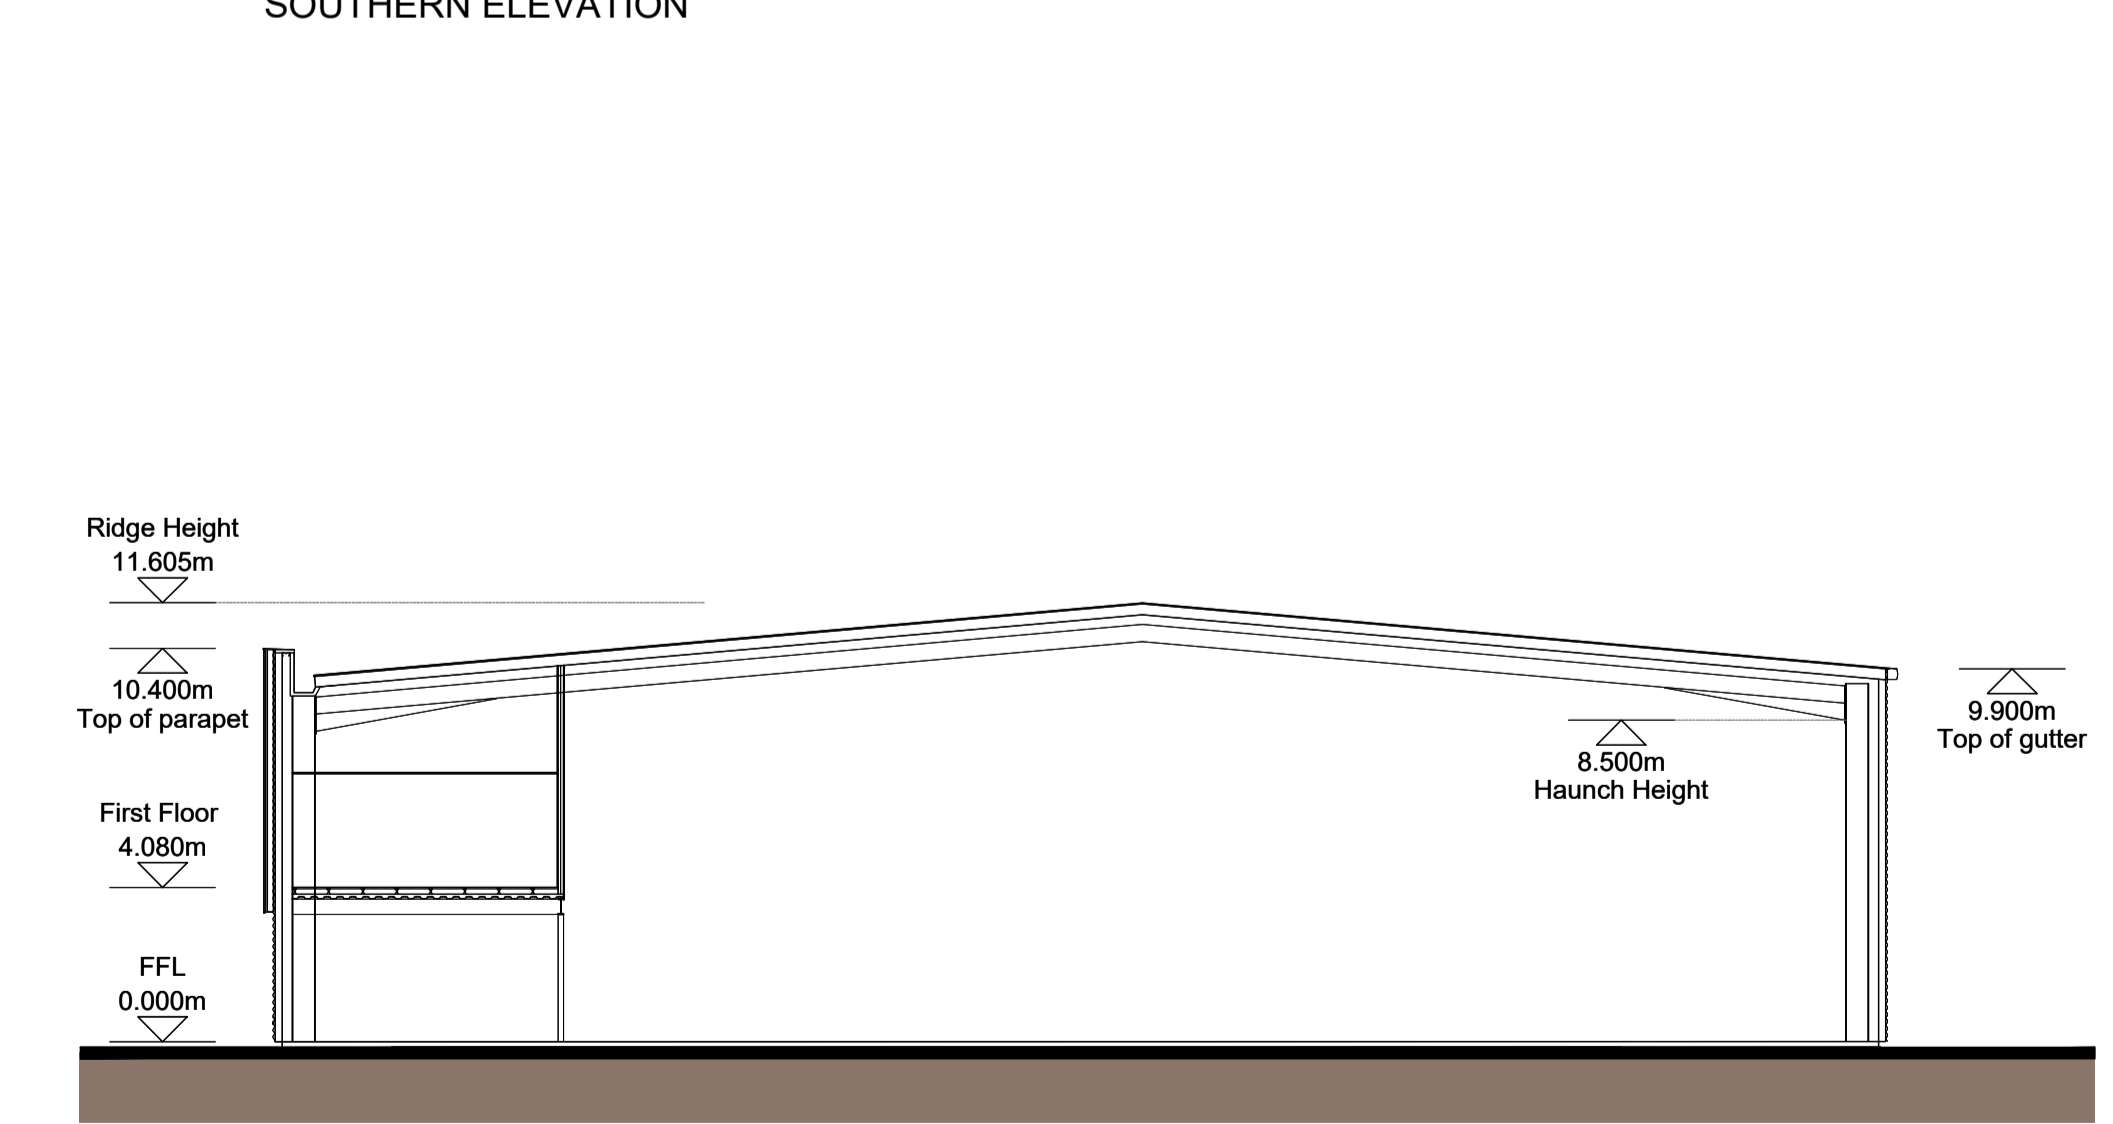 SOUTHERN ELEVATION
Ridge Height
11.605m
10.400m
Top of parapet
9.900m
Top of gutter
8.500m
Haunch Height
First Floor
4.080m
FFL
0.000m